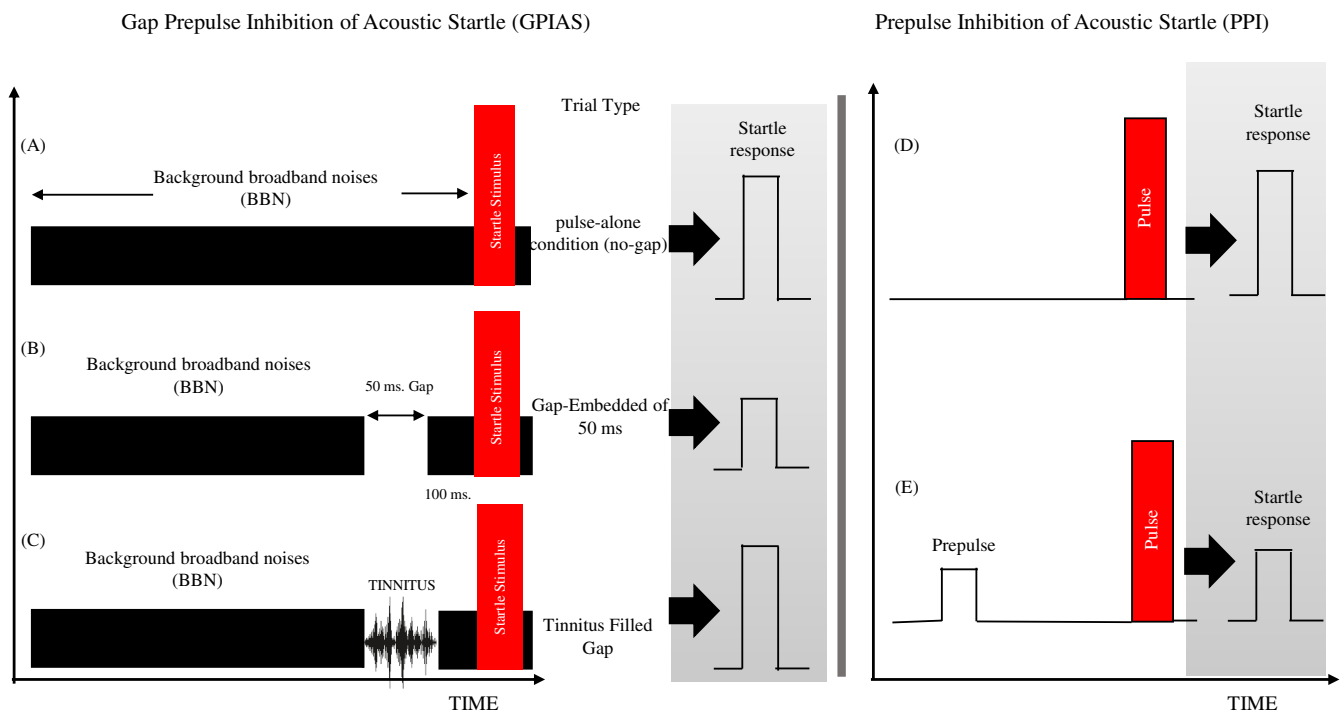 Gap Prepulse Inhibition of Acoustic Startle (GPIAS)
Prepulse Inhibition of Acoustic Startle (PPI)
Trial Type
(A)
Background broadband noises
(BBN)
Startle Stimulus
pulse-alone
condition (no-gap)
Startle
response
(B)
Background broadband noises
(BBN)
50 ms. Gap
Startle Stimulus
Gap-Embedded of
50 ms
100 ms.
(C)
Background broadband noises
(BBN)
TINNITUS
Startle Stimulus
Tinnitus Filled
Gap
TIME
(D)
Pulse
Startle
response
(E)
Prepulse
Pulse
Startle
response
TIME